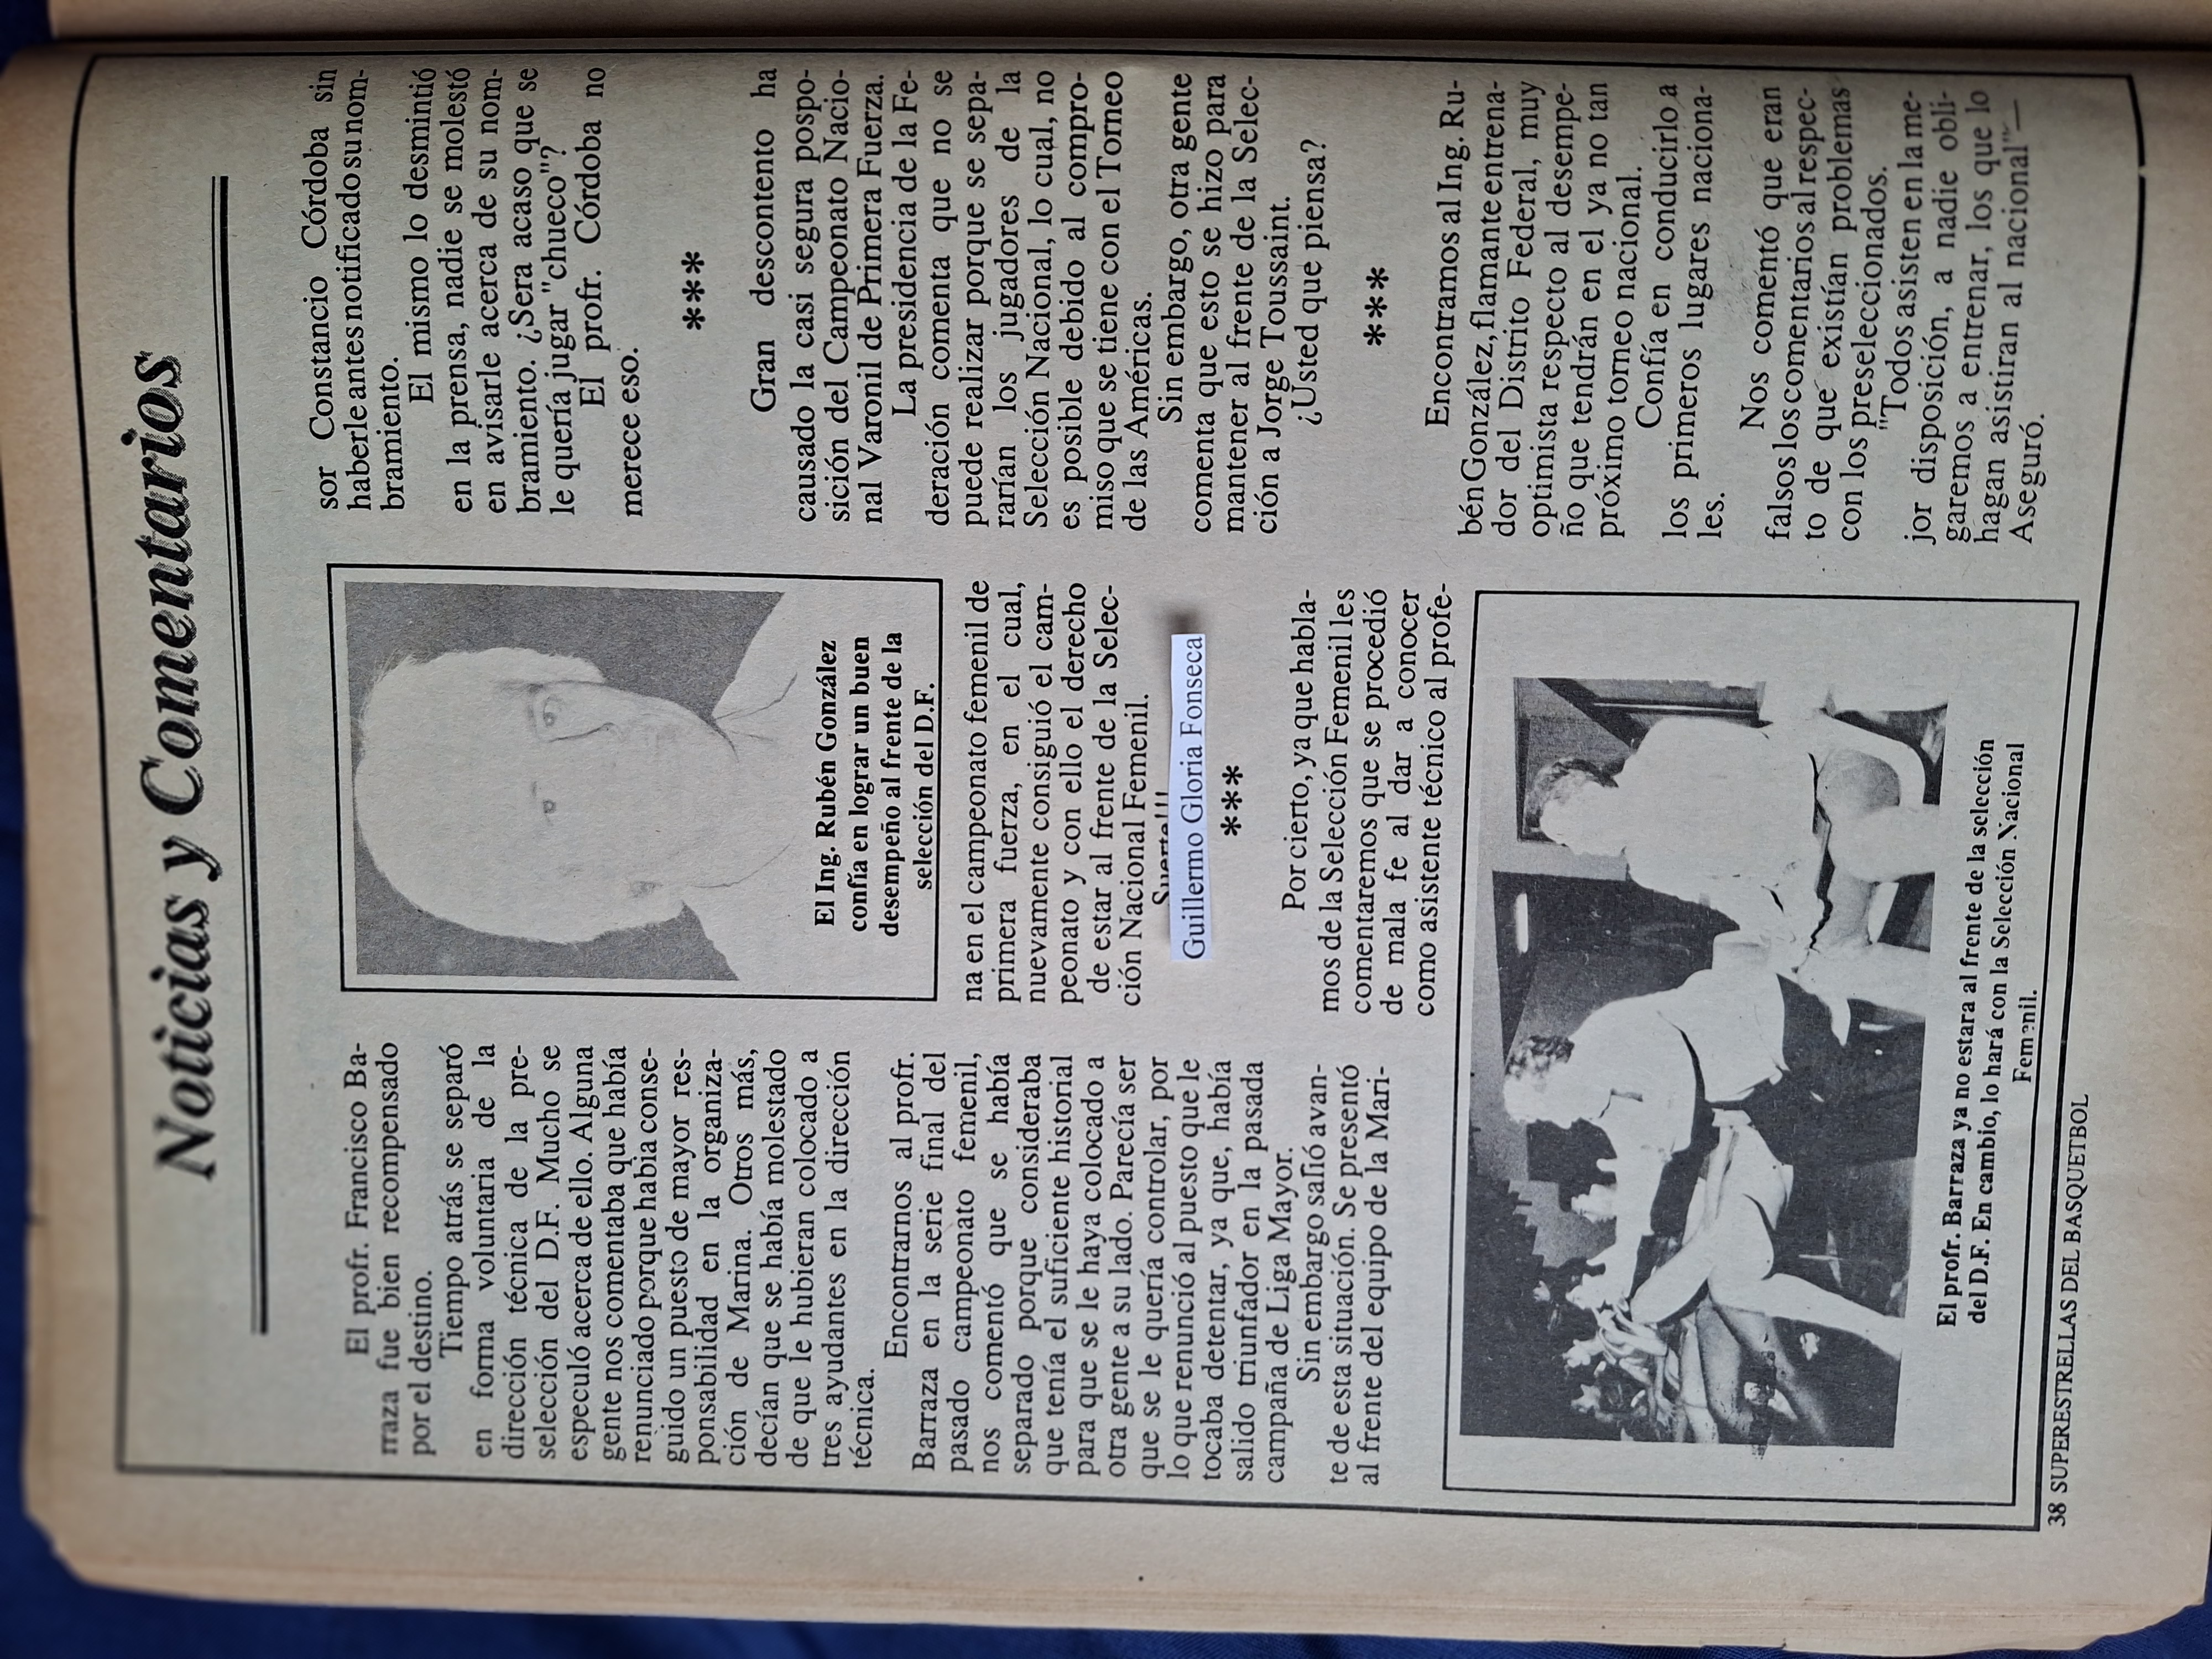 Noticias y Comentarios
El profr. Francisco Ba-
rraza fue bien recompensado
por el destino.
Tiempo atrás se separó
en forma voluntaria de la
dirección técnica de la pre-
selección del D.F. Mucho se
especuló acerca de ello. Alguna
gente nos comentaba que había
renunciado porque habia conse-
guido un puesto de mayor res-
ponsabilidad en la organiza-
ción de Marina. Otros más,
decían que se había molestado
de que le hubieran colocado a
tres ayudantes en la dirección
técnica.
Encontrarnos al profr.
Barraza en la serie final del
pasado campeonato femenil,
nos comentó que se había
separado porque consideraba
que tenía el suficiente historial
para que se le haya colocado a
otra gente a su lado. Parecía ser
que se le quería controlar, por
lo que renunció al puesto que le
tocaba detentar, ya que, había
salido triunfador en la pasada
campaña de Liga Mayor.
Sin embargo salió avan-
te de esta situación. Se presentó
al frente del equipo de la Mari-
El Ing. Rubén González
confía en lograr un buen
desempeño al frente de la
selección del D.F.
na en el campeonato femenil de
primera fuerza, en el cual,
nuevamente consiguió el cam-
peonato y con ello el derecho
de estar al frente de la Selec-
ción Nacional Femenil.
Suerte!!!
Guillermo Gloria Fonseca
***
Por cierto, ya que habla-
mos de la Selección Femenil les
comentaremos que se procedió
de mala fe al dar a conocer
como asistente técnico al profe-
El profr. Barraza ya no estara al frente de la selección
del D.F. En cambio, lo hará con la Selección Nacional
Femenil.
sor Constancio Córdoba sin
haberle antes notificado su nom-
bramiento.
El mismo lo desmintió
en la prensa, nadie se molestó
en avisarle acerca de su nom-
bramiento. ¿Sera acaso que se
le quería jugar "chueco"?
El profr. Córdoba no
merece eso.
***
Gran descontento ha
causado la casi segura pospo-
sición del Campeonato Nacio-
nal Varonil de Primera Fuerza.
La presidencia de la Fe-
deración comenta que no se
puede realizar porque se sepa-
rarían los jugadores de la
Selección Nacional, lo cual, no
es posible debido al compro-
miso que se tiene con el Torneo
de las Américas.
Sin embargo, otra gente
comenta que esto se hizo para
mantener al frente de la Selec-
ción a Jorge Toussaint.
¿Usted que piensa?
***
Encontramos al Ing. Ru-
bén González, flamante entrena-
dor del Distrito Federal, muy
optimista respecto al desempe-
ño que tendrán en el ya no tan
próximo torneo nacional.
Confía en conducirlo a
los primeros lugares naciona-
les.
Nos comentó que eran
falsos los comentarios al respec-
to de que existían problemas
con los preseleccionados.
"Todos asisten en la me-
jor disposición, a nadie obli-
garemos a entrenar, los que lo
hagan asistiran al nacional"—
Aseguró.
38 SUPERESTRELLAS DEL BASQUETBOL